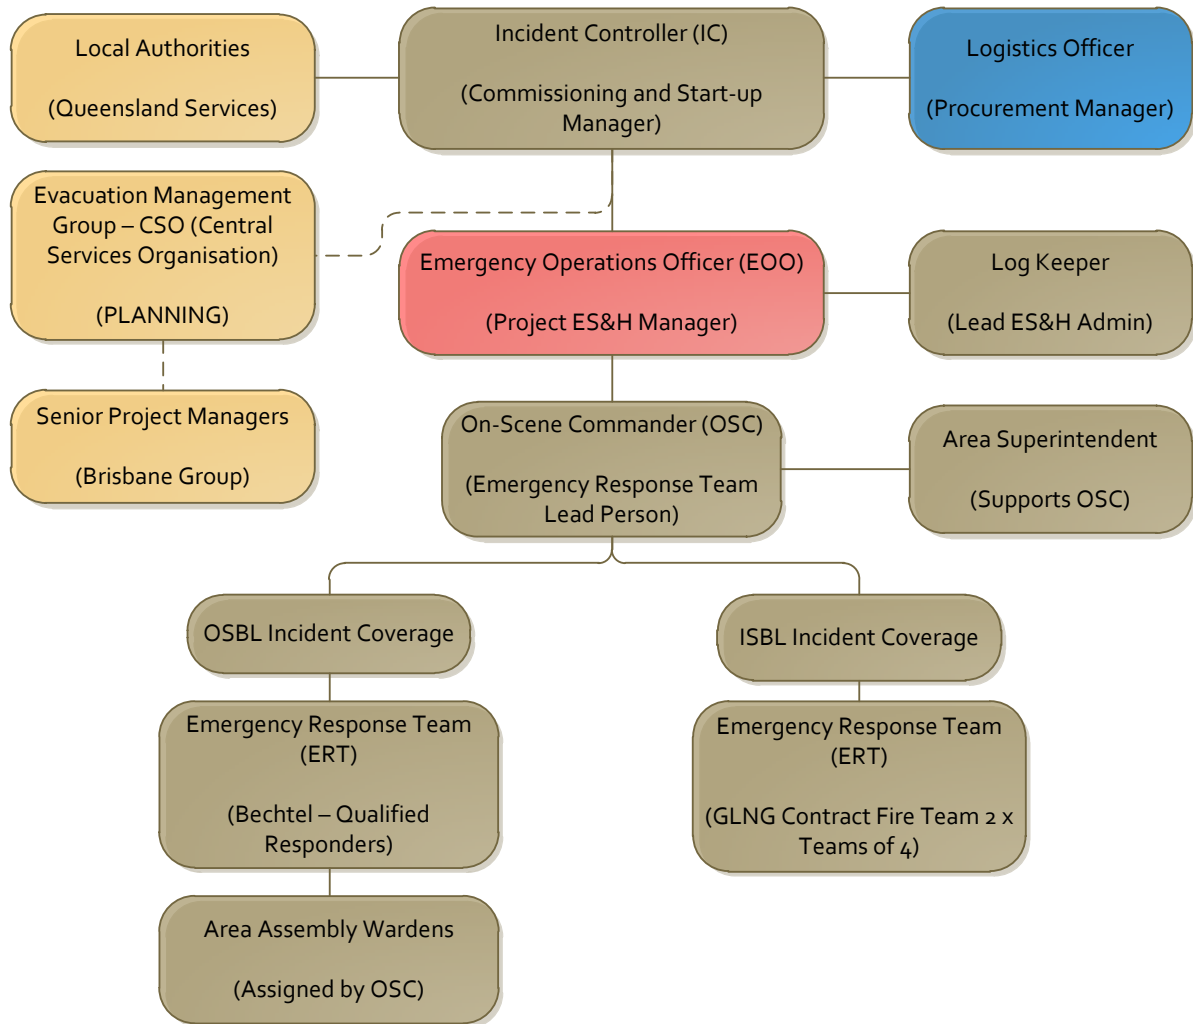 Local Authorities
(Queensland Services)
Incident Controller (IC)
(Commissioning and Start-up
Manager)
Logistics Officer
(Procurement Manager)
Evacuation Management
Group – CSO (Central
Services Organisation)
(PLANNING)
Emergency Operations Officer (EOO)
(Project ES&H Manager)
Log Keeper
(Lead ES&H Admin)
Senior Project Managers
(Brisbane Group)
On-Scene Commander (OSC)
(Emergency Response Team
Lead Person)
Area Superintendent
(Supports OSC)
OSBL Incident Coverage
ISBL Incident Coverage
Emergency Response Team
(ERT)
(Bechtel – Qualified
Responders)
Emergency Response Team
(ERT)
(GLNG Contract Fire Team 2 x
Teams of 4)
Area Assembly Wardens
(Assigned by OSC)